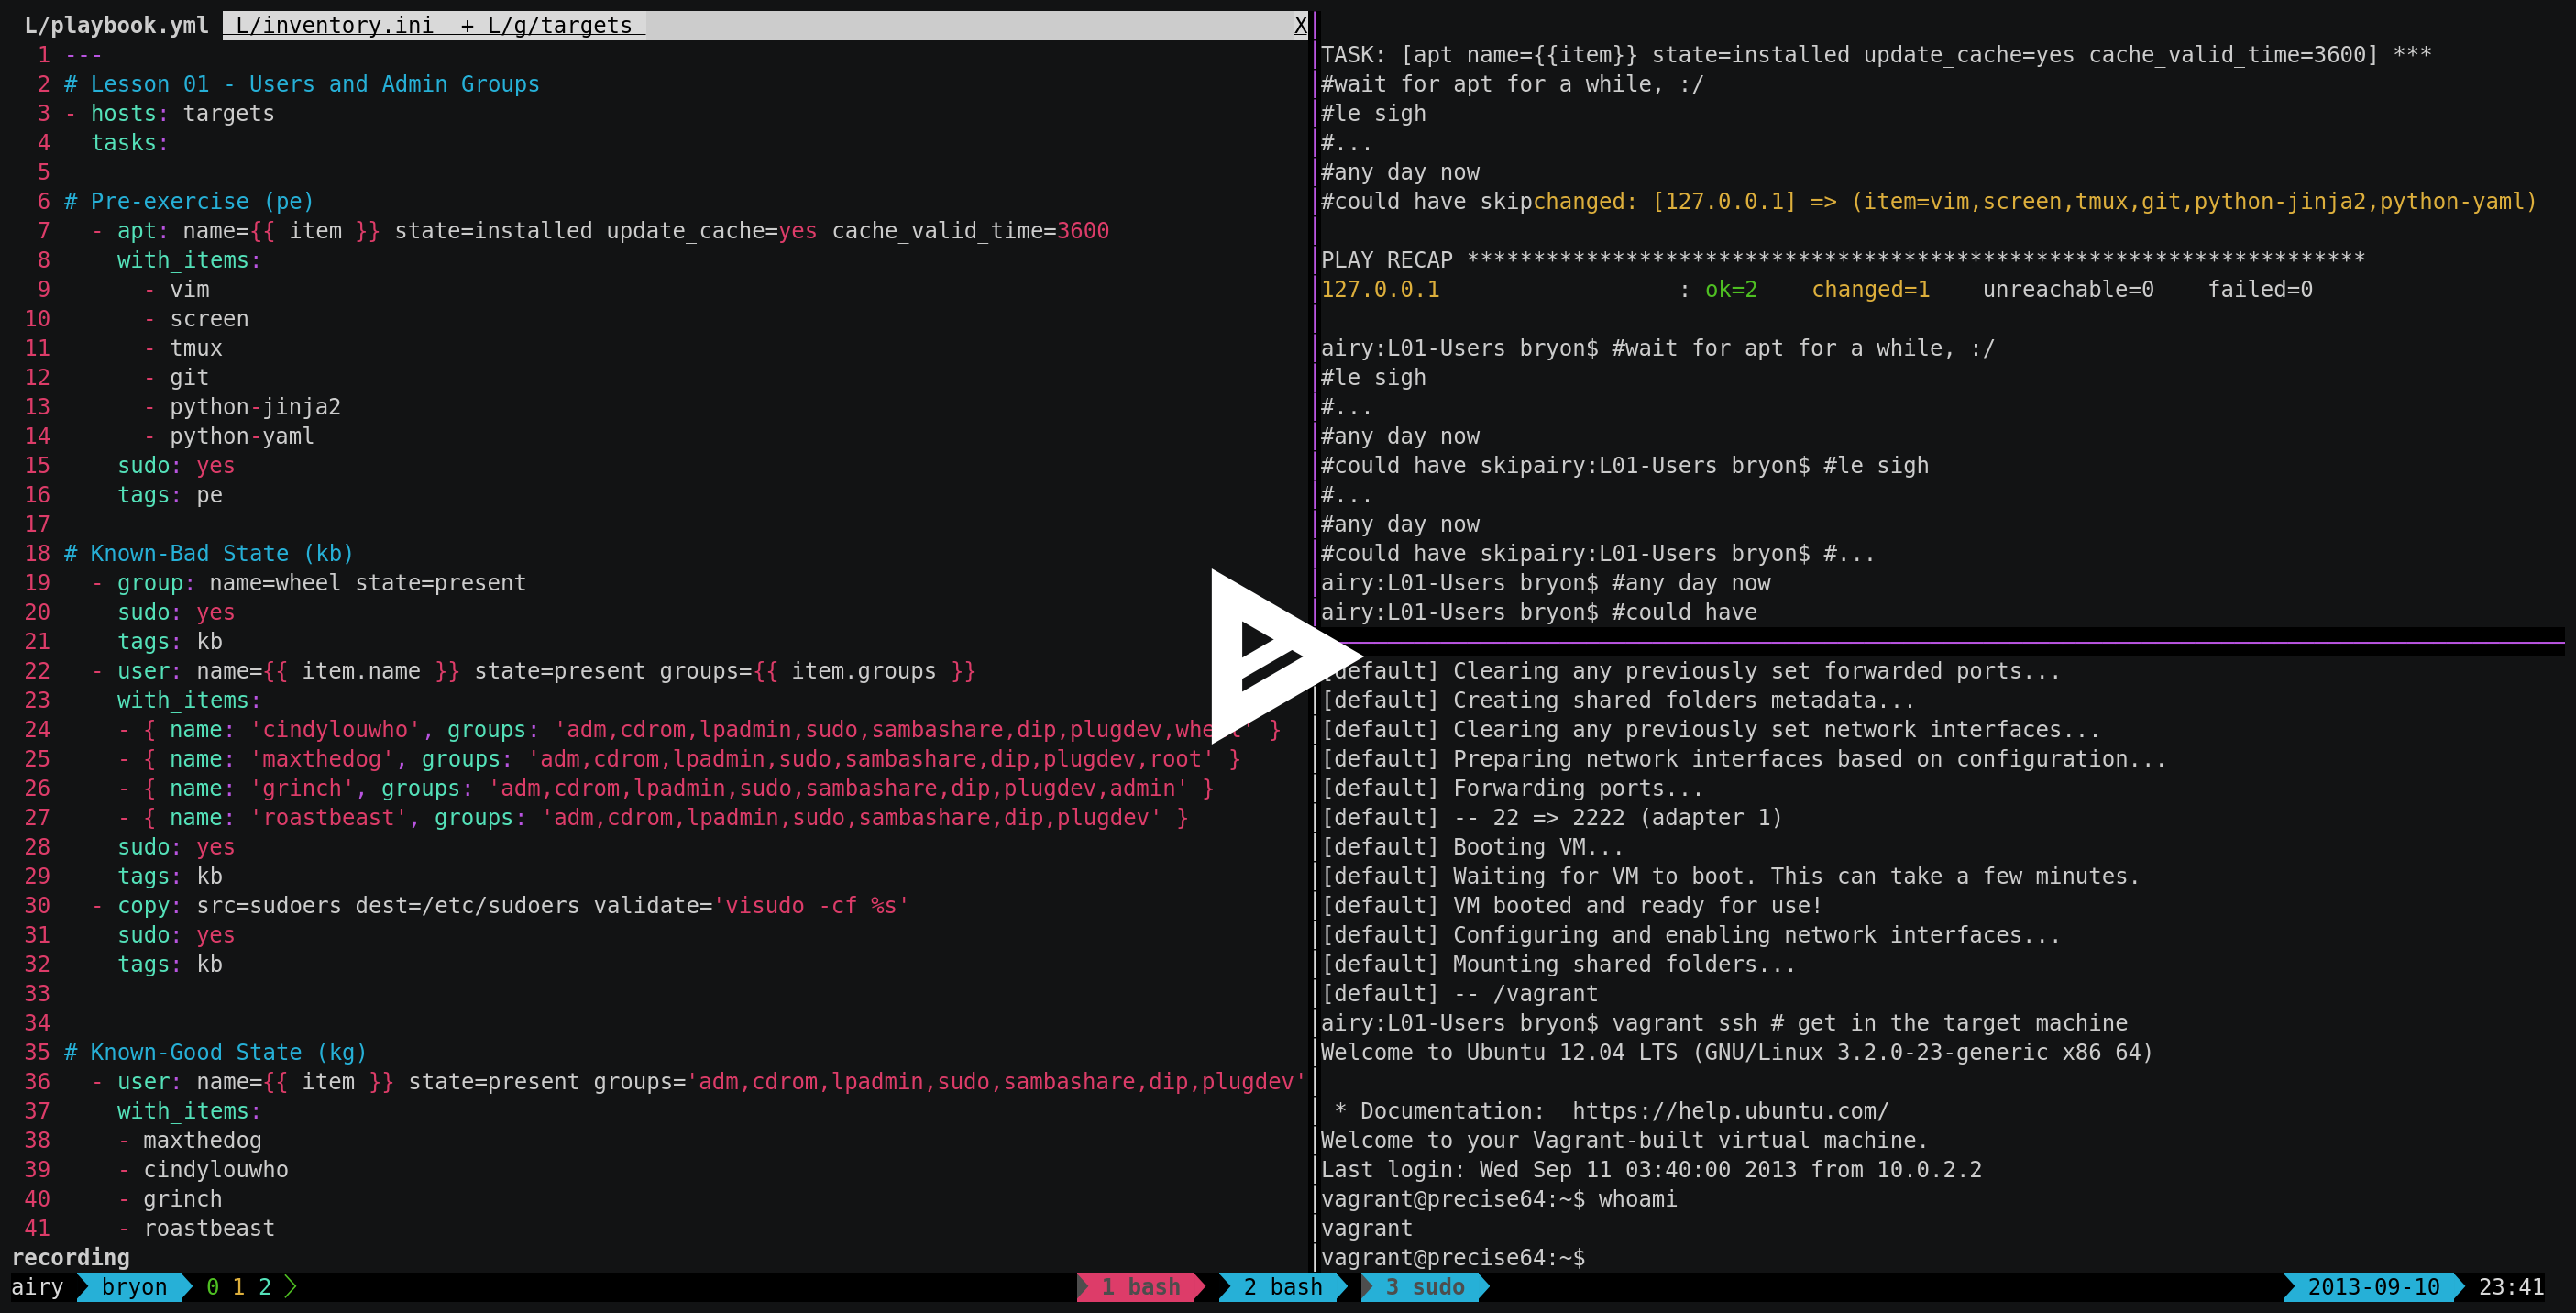 L/playbook.yml  L/inventory.ini  + L/g/targets X
1 ---
2 # Lesson 01 - Users and Admin Groups
3 - hosts: targets
4   tasks:
5
6 # Pre-exercise (pe)
7   - apt: name={{ item }} state=installed update_cache=yes cache_valid_time=3600
8     with_items:
9       - vim
10       - screen
11       - tmux
12       - git
13       - python-jinja2
14       - python-yaml
15     sudo: yes
16     tags: pe
17
18 # Known-Bad State (kb)
19   - group: name=wheel state=present
20     sudo: yes
21     tags: kb
22   - user: name={{ item.name }} state=present groups={{ item.groups }}
23     with_items:
24     - { name: 'cindylouwho', groups: 'adm,cdrom,lpadmin,sudo,sambashare,dip,plugdev,wheel' }
25     - { name: 'maxthedog', groups: 'adm,cdrom,lpadmin,sudo,sambashare,dip,plugdev,root' }
26     - { name: 'grinch', groups: 'adm,cdrom,lpadmin,sudo,sambashare,dip,plugdev,admin' }
27     - { name: 'roastbeast', groups: 'adm,cdrom,lpadmin,sudo,sambashare,dip,plugdev' }
28     sudo: yes
29     tags: kb
30   - copy: src=sudoers dest=/etc/sudoers validate='visudo -cf %s'
31     sudo: yes
32     tags: kb
33
34
35 # Known-Good State (kg)
36   - user: name={{ item }} state=present groups='adm,cdrom,lpadmin,sudo,sambashare,dip,plugdev'
37     with_items:
38     - maxthedog
39     - cindylouwho
40     - grinch
41     - roastbeast
recording
TASK: [apt name={{item}} state=installed update_cache=yes cache_valid_time=3600] ***
#wait for apt for a while, :/
#le sigh
#...
#any day now
#could have skipchanged: [127.0.0.1] => (item=vim,screen,tmux,git,python-jinja2,python-yaml)
PLAY RECAP ********************************************************************
127.0.0.1                  : ok=2    changed=1    unreachable=0    failed=0
airy:L01-Users bryon$ #wait for apt for a while, :/
#le sigh
#...
#any day now
#could have skipairy:L01-Users bryon$ #le sigh
#...
#any day now
#could have skipairy:L01-Users bryon$ #...
airy:L01-Users bryon$ #any day now
airy:L01-Users bryon$ #could have
[default] Clearing any previously set forwarded ports...
[default] Creating shared folders metadata...
[default] Clearing any previously set network interfaces...
[default] Preparing network interfaces based on configuration...
[default] Forwarding ports...
[default] -- 22 => 2222 (adapter 1)
[default] Booting VM...
[default] Waiting for VM to boot. This can take a few minutes.
[default] VM booted and ready for use!
[default] Configuring and enabling network interfaces...
[default] Mounting shared folders...
[default] -- /vagrant
airy:L01-Users bryon$ vagrant ssh # get in the target machine
Welcome to Ubuntu 12.04 LTS (GNU/Linux 3.2.0-23-generic x86_64)
 * Documentation:  https://help.ubuntu.com/
Welcome to your Vagrant-built virtual machine.
Last login: Wed Sep 11 03:40:00 2013 from 10.0.2.2
vagrant@precise64:~$ whoami
vagrant
vagrant@precise64:~$
airy bryon 0 1 2 1 bash 2 bash 3 sudo 2013-09-10 23:41